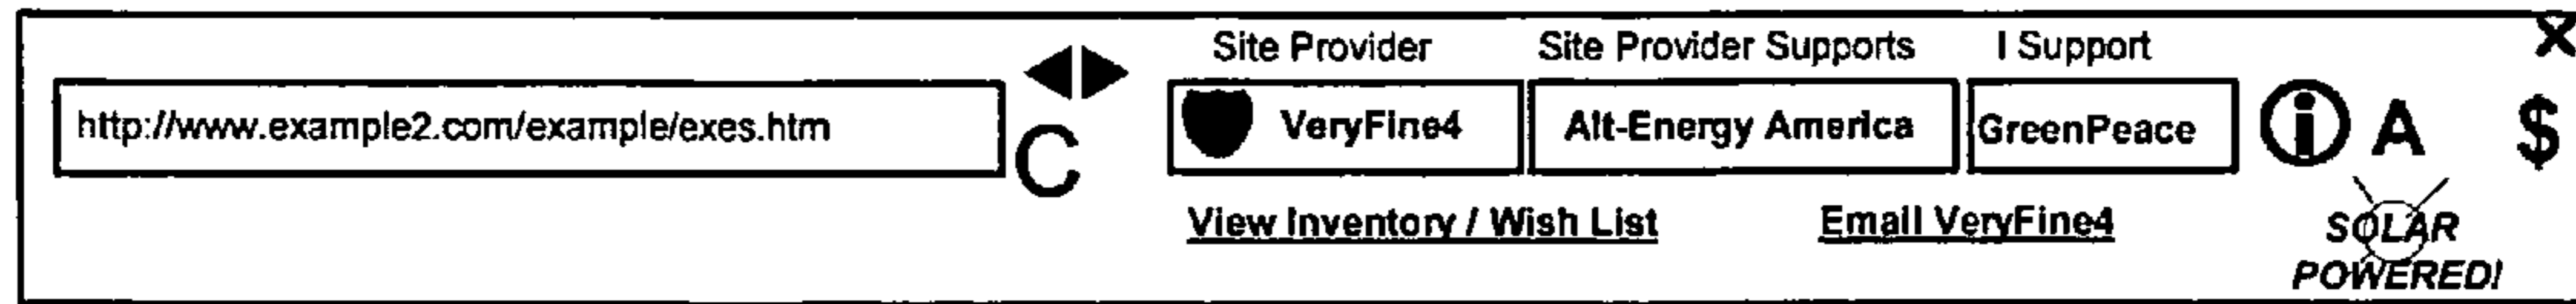 Site Provider Site Provider Supports I Support X
http://www.example2.com/example/exes.htm C VeryFine4 Alt-Energy America GreenPeace i A $
View Inventory / Wish List Email VeryFine4 SOLAR
POWERED!